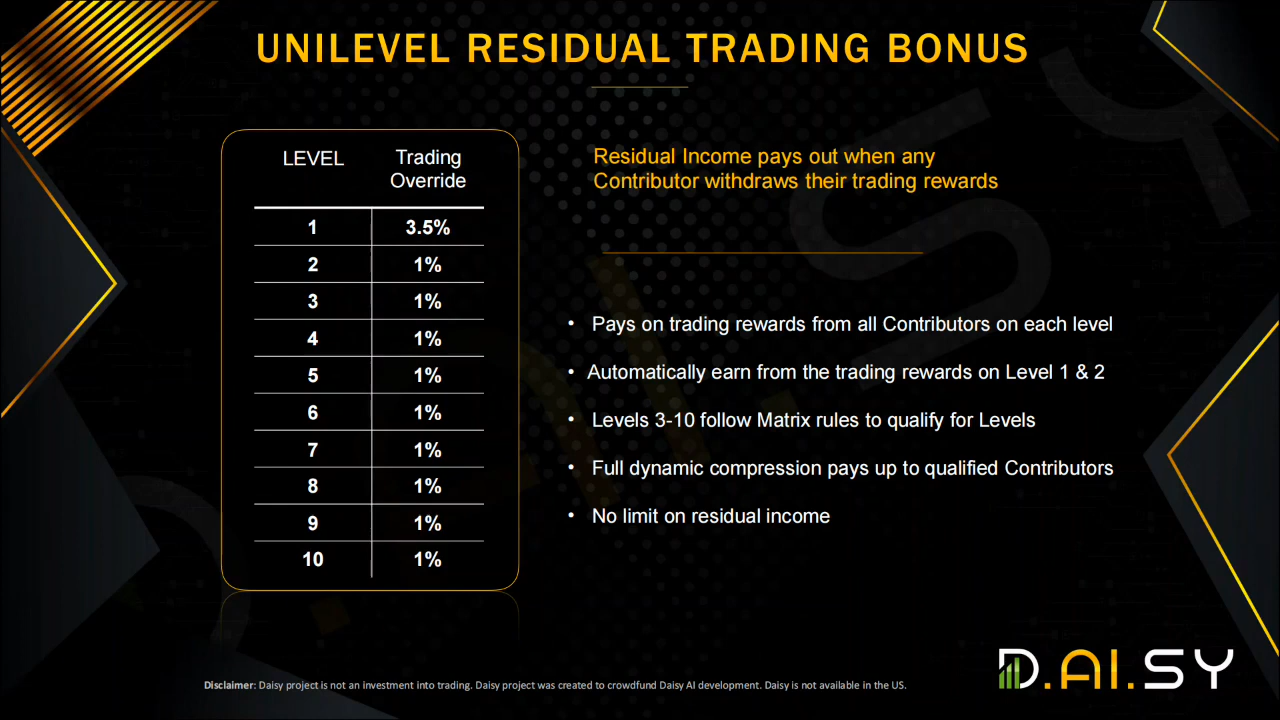 UNILEVEL RESIDUAL TRADING BONUS
LEVEL Trading
Override
1 3.5%
2 1%
3 1%
4 1%
5 1%
6 1%
7 1%
8 1%
9 1%
10 1%
Residual Income pays out when any
Contributor withdraws their trading rewards
• Pays on trading rewards from all Contributors on each level
• Automatically earn from the trading rewards on Level 1 & 2
• Levels 3-10 follow Matrix rules to qualify for Levels
• Full dynamic compression pays up to qualified Contributors
• No limit on residual income
Disclaimer: Daisy project is not an investment into trading. Daisy project was created to crowdfund Daisy AI development. Daisy is not available in the US.
D.AI.SY